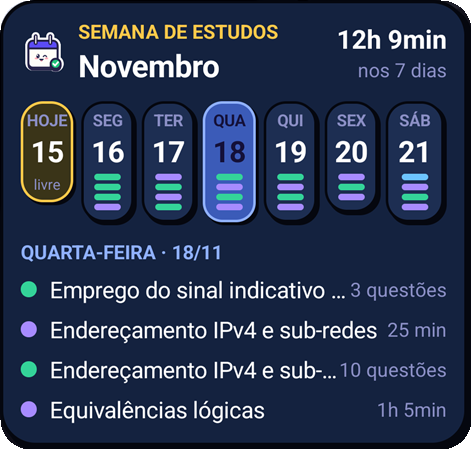 SEMANA DE ESTUDOS
Novembro
12h 9min
nos 7 dias
HOJE SEG TER QUA QUI SEX SÁB
15 16 17 18 19 20 21
livre
QUARTA-FEIRA · 18/11
Emprego do sinal indicativo ... 3 questões
Endereçamento IPv4 e sub-redes 25 min
Endereçamento IPv4 e sub-... 10 questões
Equivalências lógicas 1h 5min